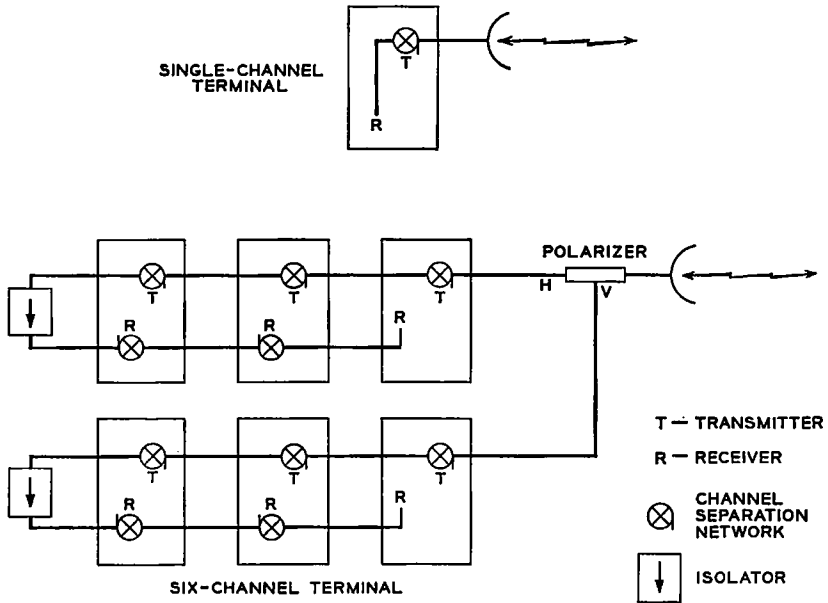 SINGLE-CHANNEL
TERMINAL
T
R
POLARIZER
H
V
T
T
T
R
R
R
T
T
T
R
R
R
T — TRANSMITTER
R — RECEIVER
CHANNEL
SEPARATION
NETWORK
ISOLATOR
SIX-CHANNEL TERMINAL